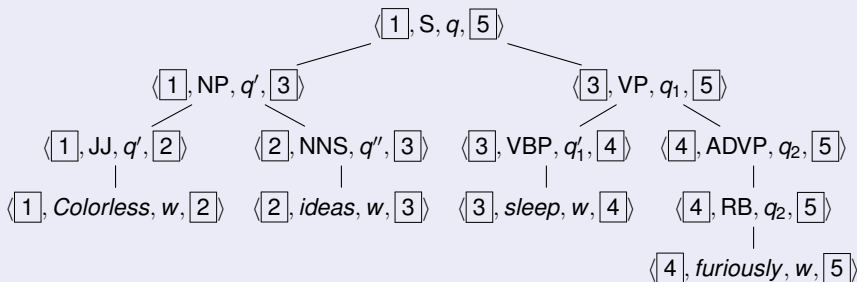 ⟨1, S, q, 5⟩
⟨1, NP, q′, 3⟩ ⟨3, VP, q₁, 5⟩
⟨1, JJ, q′, 2⟩ ⟨2, NNS, q′′, 3⟩ ⟨3, VBP, q′₁, 4⟩ ⟨4, ADVP, q₂, 5⟩
⟨1, Colorless, w, 2⟩ ⟨2, ideas, w, 3⟩ ⟨3, sleep, w, 4⟩ ⟨4, RB, q₂, 5⟩
⟨4, furiously, w, 5⟩